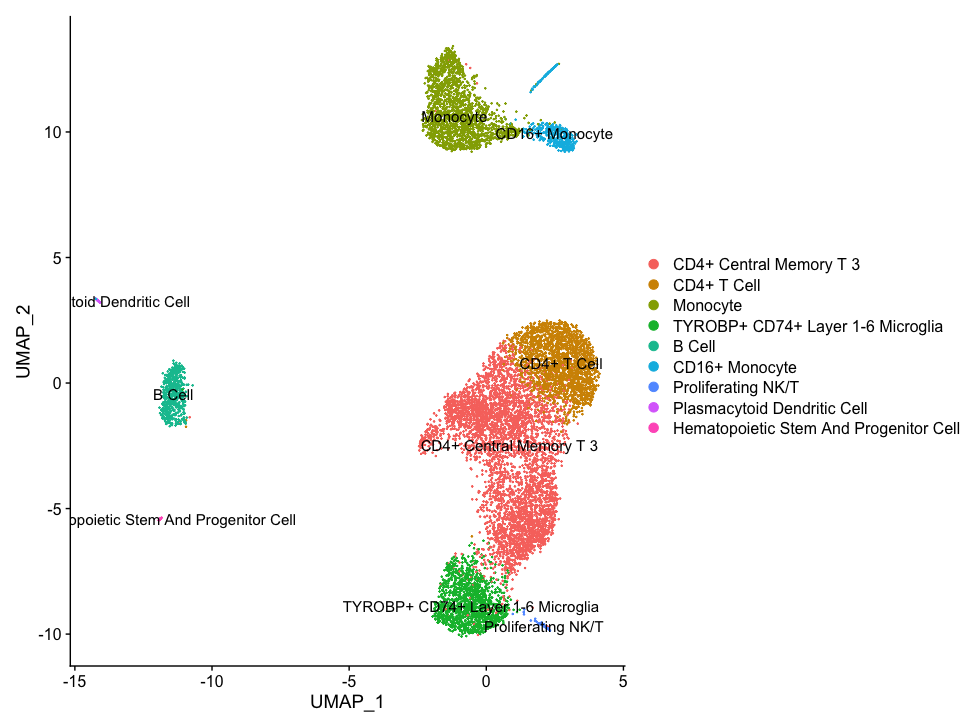 10
5
0
-5
-10
UMAP_2
-15
-10
-5
0
5
UMAP_1
Monocyte
CD16+ Monocyte
toid Dendritic Cell
CD4+ T Cell
B Cell
CD4+ Central Memory T 3
opoietic Stem And Progenitor Cell
TYROBP+ CD74+ Layer 1-6 Microglia
Proliferating NK/T
CD4+ Central Memory T 3
CD4+ T Cell
Monocyte
TYROBP+ CD74+ Layer 1-6 Microglia
B Cell
CD16+ Monocyte
Proliferating NK/T
Plasmacytoid Dendritic Cell
Hematopoietic Stem And Progenitor Cell